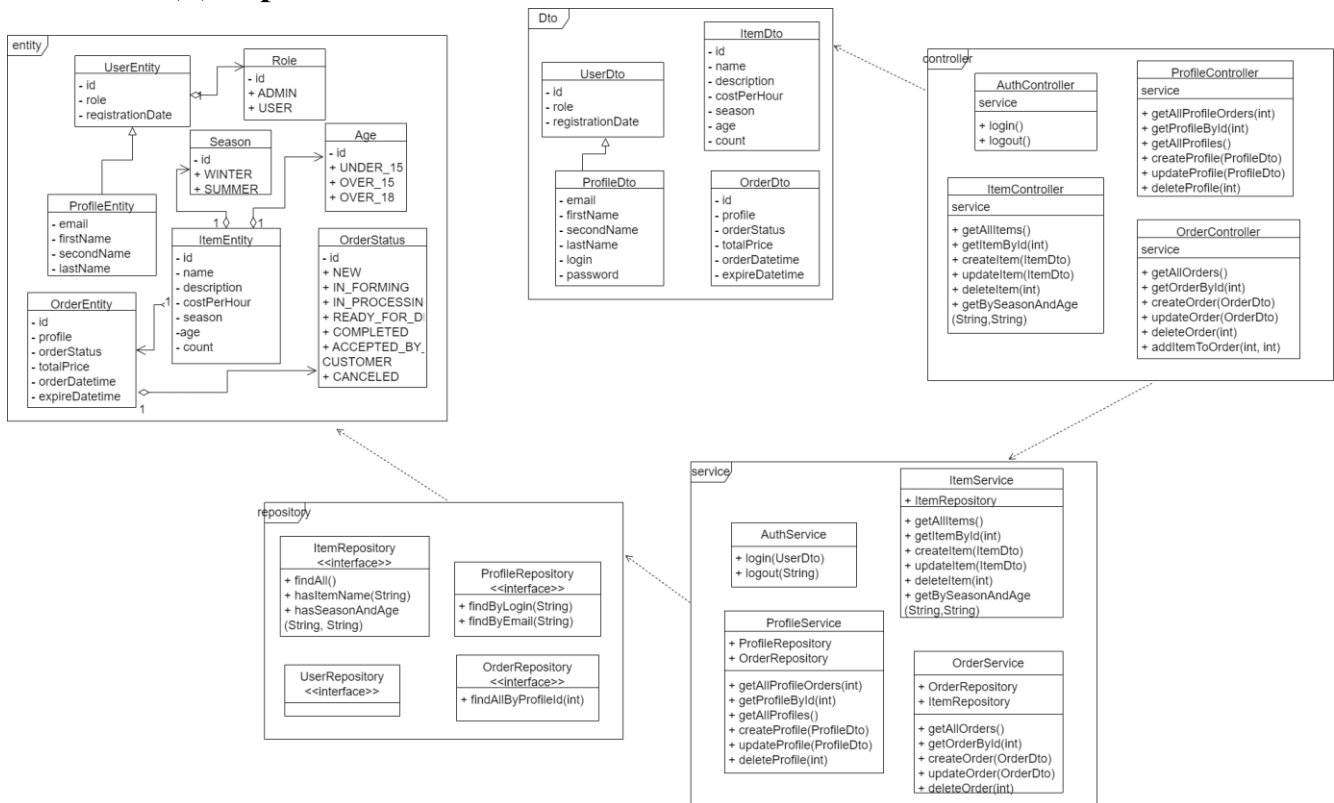 entity
UserEntity
- id
- role
- registrationDate
1
Role
- id
+ ADMIN
+ USER
Season
- id
+ WINTER
+ SUMMER
Age
- id
+ UNDER_15
+ OVER_15
+ OVER_18
ProfileEntity
- email
- firstName
- secondName
- lastName
1
1
ItemEntity
- id
- name
- description
- costPerHour
- season
-age
- count
OrderStatus
- id
+ NEW
+ IN_FORMING
+ IN_PROCESSIN
+ READY_FOR_D
+ COMPLETED
+ ACCEPTED_BY_
CUSTOMER
+ CANCELED
OrderEntity
- id
- profile
- orderStatus
- totalPrice
- orderDatetime
- expireDatetime
1
1
Dto
UserDto
- id
- role
- registrationDate
ItemDto
- id
- name
- description
- costPerHour
- season
- age
- count
ProfileDto
- email
- firstName
- secondName
- lastName
- login
- password
OrderDto
- id
- profile
- orderStatus
- totalPrice
- orderDatetime
- expireDatetime
controller
AuthController
service
+ login()
+ logout()
ProfileController
service
+ getAllProfileOrders(int)
+ getProfileById(int)
+ getAllProfiles()
+ createProfile(ProfileDto)
+ updateProfile(ProfileDto)
+ deleteProfile(int)
ItemController
service
+ getAllItems()
+ getItemById(int)
+ createItem(ItemDto)
+ updateItem(ItemDto)
+ deleteItem(int)
+ getBySeasonAndAge
(String,String)
OrderController
service
+ getAllOrders()
+ getOrderById(int)
+ createOrder(OrderDto)
+ updateOrder(OrderDto)
+ deleteOrder(int)
+ addItemToOrder(int, int)
repository
ItemRepository
<<interface>>
+ findAll()
+ hasItemName(String)
+ hasSeasonAndAge
(String, String)
ProfileRepository
<<interface>>
+ findByLogin(String)
+ findByEmail(String)
UserRepository
<<interface>>
OrderRepository
<<interface>>
+ findAllByProfileId(int)
service
AuthService
+ login(UserDto)
+ logout(String)
ItemService
+ ItemRepository
+ getAllItems()
+ getItemById(int)
+ createItem(ItemDto)
+ updateItem(ItemDto)
+ deleteItem(int)
+ getBySeasonAndAge
(String,String)
ProfileService
+ ProfileRepository
+ OrderRepository
+ getAllProfileOrders(int)
+ getProfileById(int)
+ getAllProfiles()
+ createProfile(ProfileDto)
+ updateProfile(ProfileDto)
+ deleteProfile(int)
OrderService
+ OrderRepository
+ ItemRepository
+ getAllOrders()
+ getOrderById(int)
+ createOrder(OrderDto)
+ updateOrder(OrderDto)
+ deleteOrder(int)